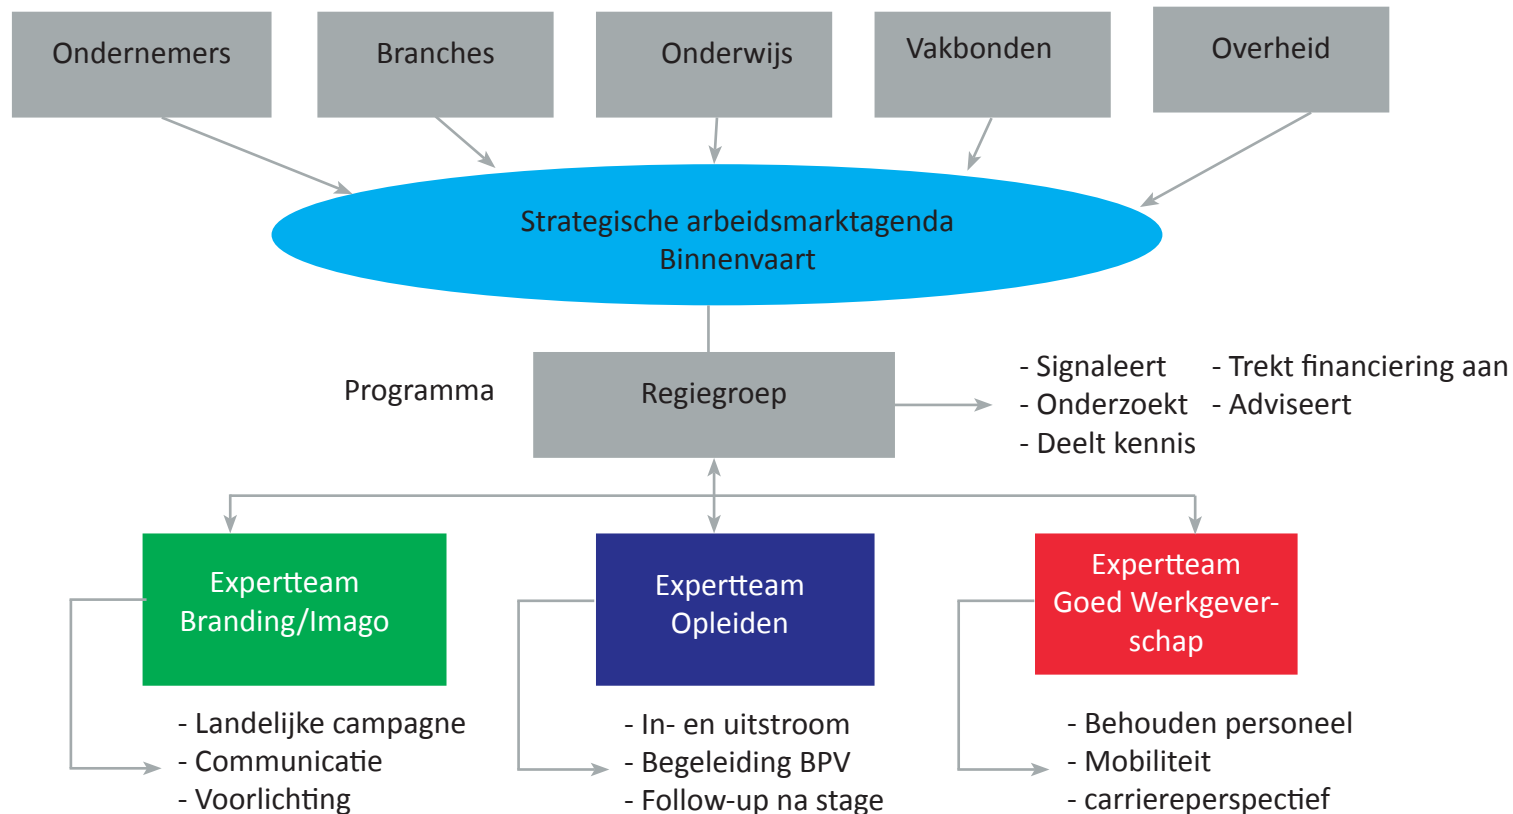 Ondernemers
Branches
Onderwijs
Vakbonden
Overheid
Strategische arbeidsmarktagenda
Binnenvaart
Programma
Regiegroep
- Signaleert
- Onderzoekt
- Deelt kennis
- Trekt financiering aan
- Adviseert
Expertteam
Branding/Imago
- Landelijke campagne
- Communicatie
- Voorlichting
Expertteam
Opleiden
- In- en uitstroom
- Begeleiding BPV
- Follow-up na stage
Expertteam
Goed Werkgever-
schap
- Behouden personeel
- Mobiliteit
- carriereperspectief